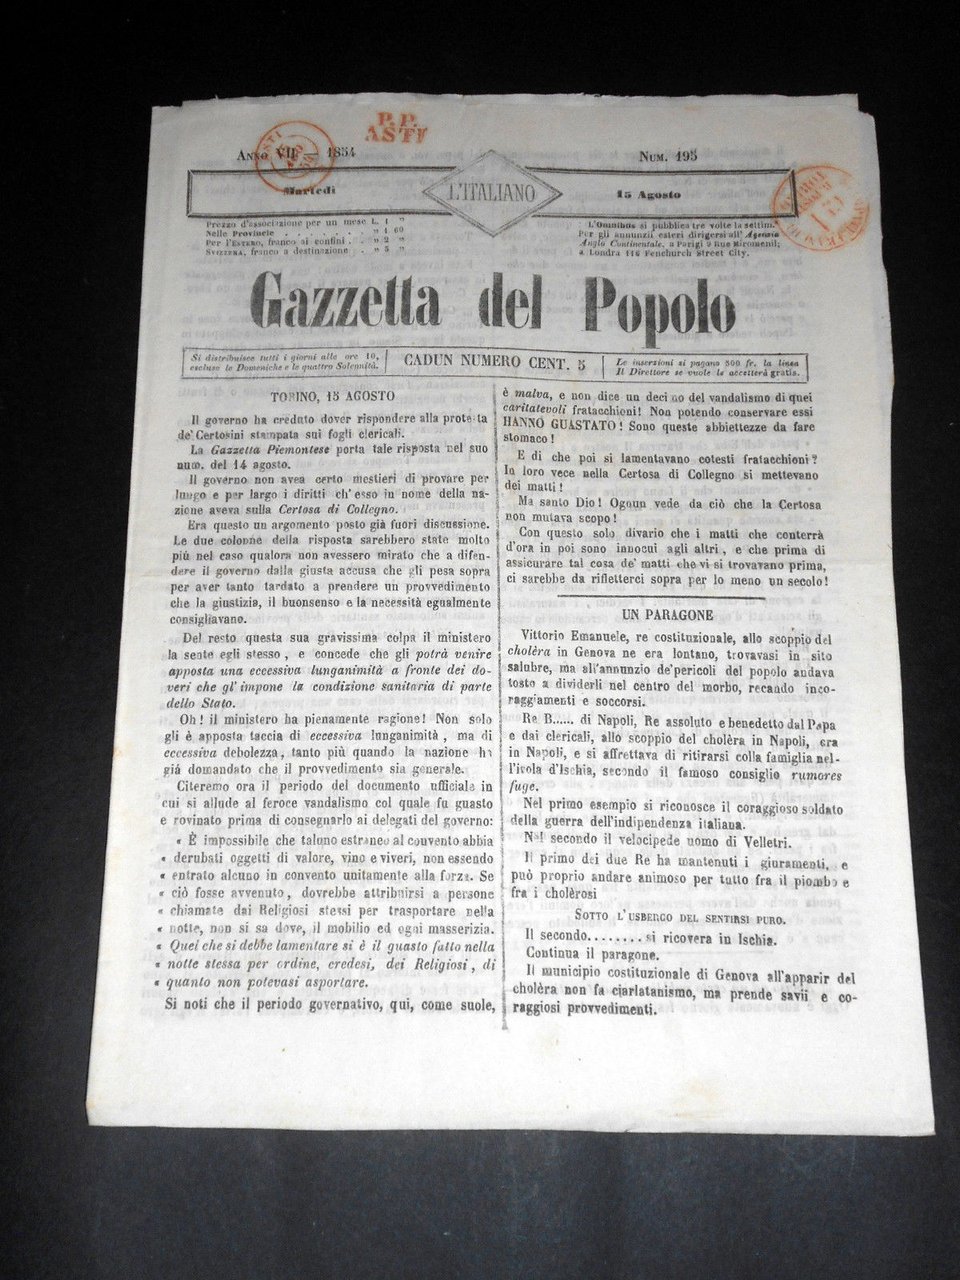 P. P.
ASTI
Anno VII — 1854
Num. 195
Martedì
L'ITALIANO
15 Agosto
Prezzo d'associazione per un mese L. 1 "
Nelle Provincie . . . . . . . " 1 60
Per l'Estero, franco ai confini . . " 2 "
Svizzera, franco a destinazione . . " 5 "
L'Omnibus si pubblica tre volte la settim.
Per gli annunzii esteri dirigersi all'Agenzia
Anglo Continentale, a Parigi 9 Rue Miromenil;
a Londra 116 Fenchurch Street City.
Gazzetta del Popolo
Si distribuisce tutti i giorni alle ore 10,
escluse le Domeniche e le quattro Solennità.
CADUN NUMERO CENT. 5
Le inserzioni si pagano 500 fr. la linea
Il Direttore se vuole le accetterà gratis.
TORINO, 15 AGOSTO
Il governo ha creduto dover rispondere alla protesta
de' Certosini stampata sui fogli clericali.
La Gazzetta Piemontese porta tale risposta nel suo
num. del 14 agosto.
Il governo non avea certo mestieri di provare per
lungo e per largo i diritti ch'esso in nome della na-
zione aveva sulla Certosa di Collegno.
Era questo un argomento posto già fuori discussione.
Le due colonne della risposta sarebbero state molto
più nel caso qualora non avessero mirato che a difen-
dere il governo dalla giusta accusa che gli pesa sopra
per aver tanto tardato a prendere un provvedimento
che la giustizia, il buonsenso e la necessità egualmente
consigliavano.
Del resto questa sua gravissima colpa il ministero
la sente egli stesso, e concede che gli potrà venire
apposta una eccessiva lunganimità a fronte dei do-
veri che gl'impone la condizione sanitaria di parte
dello Stato.
Oh! il ministero ha pienamente ragione! Non solo
gli è apposta taccia di eccessiva lunganimità, ma di
eccessiva debolezza, tanto più quando la nazione ha
già domandato che il provvedimento sia generale.
Citeremo ora il periodo del documento ufficiale in
cui si allude al feroce vandalismo col quale fu guasto
e rovinato prima di consegnarlo ai delegati del governo:
« È impossibile che taluno estraneo al convento abbia
« derubati oggetti di valore, vino e viveri, non essendo
« entrato alcuno in convento unitamente alla forza. Se
« ciò fosse avvenuto, dovrebbe attribuirsi a persone
« chiamate dai Religiosi stessi per trasportare nella
« notte, non si sa dove, il mobilio ed ogni masserizia.
« Quel che si debbe lamentare si è il guasto fatto nella
« notte stessa per ordine, credesi, dei Religiosi, di
« quanto non potevasi asportare.
Si noti che il periodo governativo, qui, come suole,
è malva, e non dice un decimo del vandalismo di quei
caritatevoli fratacchioni! Non potendo conservare essi
HANNO GUASTATO! Sono queste abbiettezze da fare
stomaco!
E di che poi si lamentavano cotesti fratacchioni?
In loro vece nella Certosa di Collegno si mettevano
dei matti!
Ma santo Dio! Ognun vede da ciò che la Certosa
non mutava scopo!
Con questo solo divario che i matti che conterrà
d'ora in poi sono innocui agli altri, e che prima di
assicurare tal cosa de' matti che vi si trovavano prima,
ci sarebbe da rifletterci sopra per lo meno un secolo!
UN PARAGONE
Vittorio Emanuele, re costituzionale, allo scoppio del
cholèra in Genova ne era lontano, trovavasi in sito
salubre, ma all'annunzio de' pericoli del popolo andava
tosto a dividerli nel centro del morbo, recando inco-
raggiamenti e soccorsi.
Re B...... di Napoli, Re assoluto e benedetto dal Papa
e dai clericali, allo scoppio del cholèra in Napoli, era
in Napoli, e si affrettava di ritirarsi colla famiglia nel-
l'isola d'Ischia, secondo il famoso consiglio rumores
fuge.
Nel primo esempio si riconosce il coraggioso soldato
della guerra dell'indipendenza italiana.
Nel secondo il velocipede uomo di Velletri.
Il primo dei due Re ha mantenuti i giuramenti, e
può proprio andare animoso per tutto fra il piombo e
fra i cholèrosi
Sotto l'usbergo del sentirsi puro.
Il secondo........ si ricovera in Ischia.
Continua il paragone.
Il municipio costituzionale di Genova all'apparir del
cholèra non fa ciarlatanismo, ma prende savii e co-
raggiosi provvedimenti.